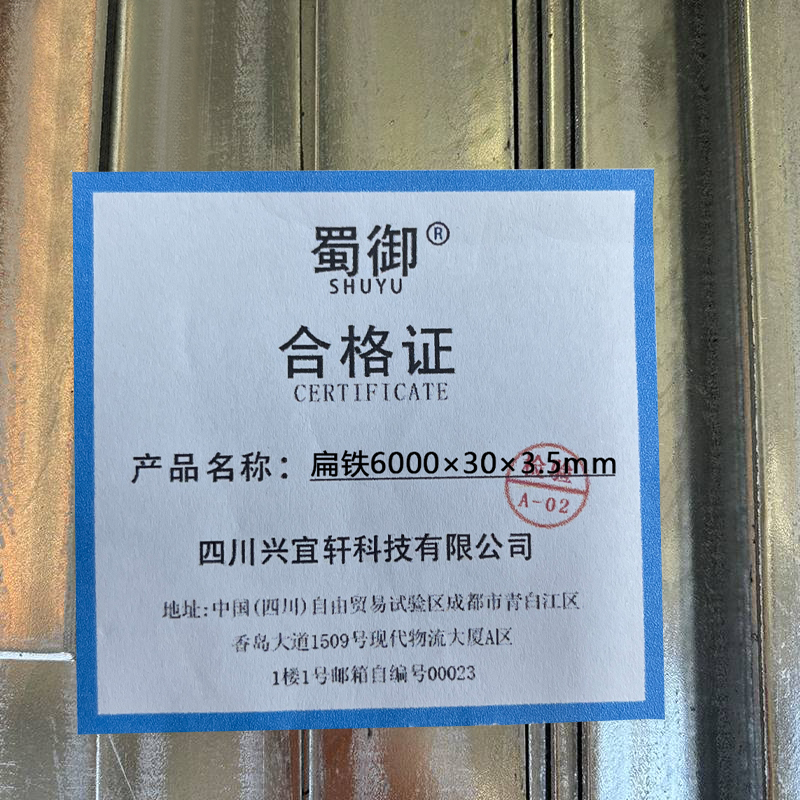 蜀御®
SHUYU
合格证
CERTIFICATE
产品名称：扁铁6000×30×3.5mm
检验
A-02
四川兴宜轩科技有限公司
地址:中国(四川)自由贸易试验区成都市青白江区
香岛大道1509号现代物流大厦A区
1楼1号邮箱自编号00023